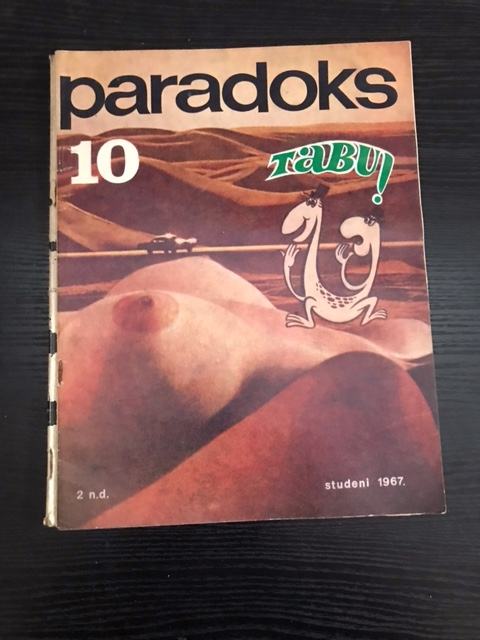 paradoks
10
TABU!
2 n.d.
studeni 1967.